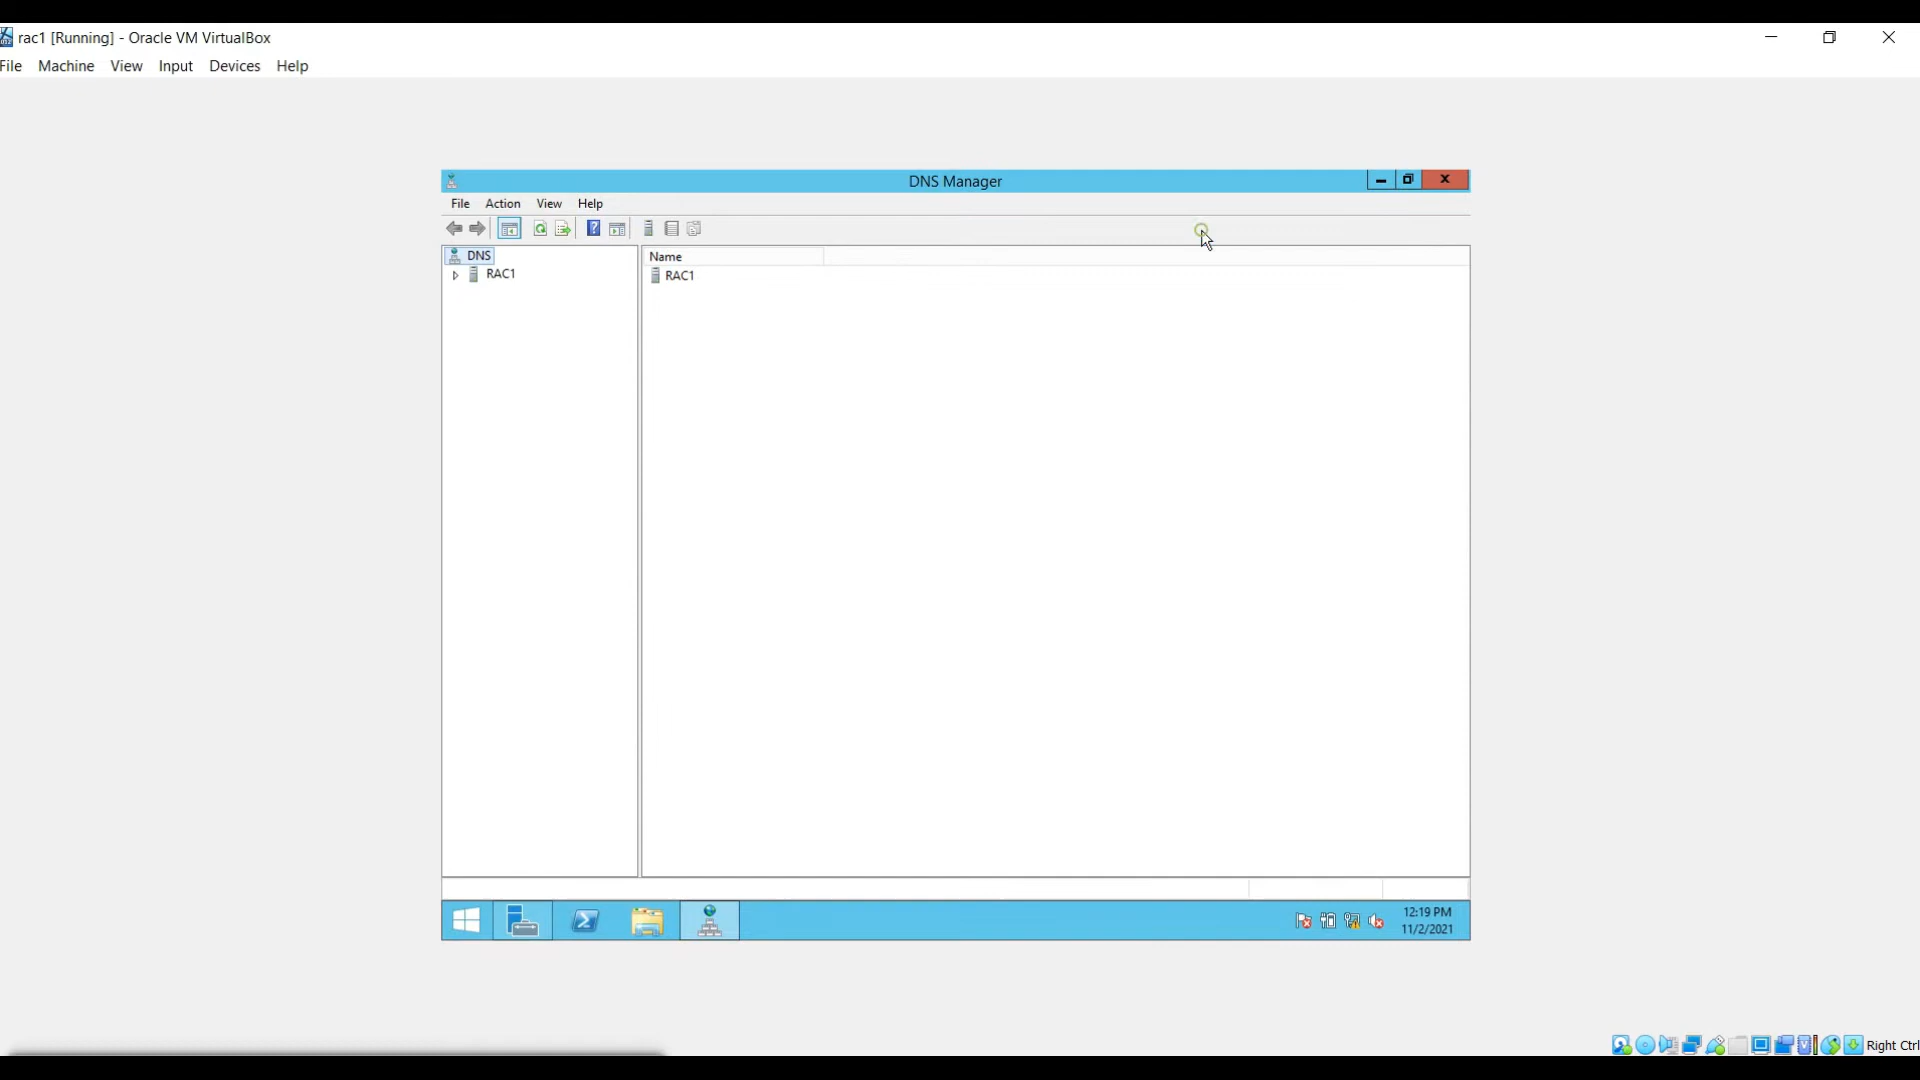 rac1 [Running] - Oracle VM VirtualBox
File Machine View Input Devices Help
DNS Manager
File Action View Help
DNS
RAC1
Name
RAC1
12:19 PM
11/2/2021
Right Ctrl